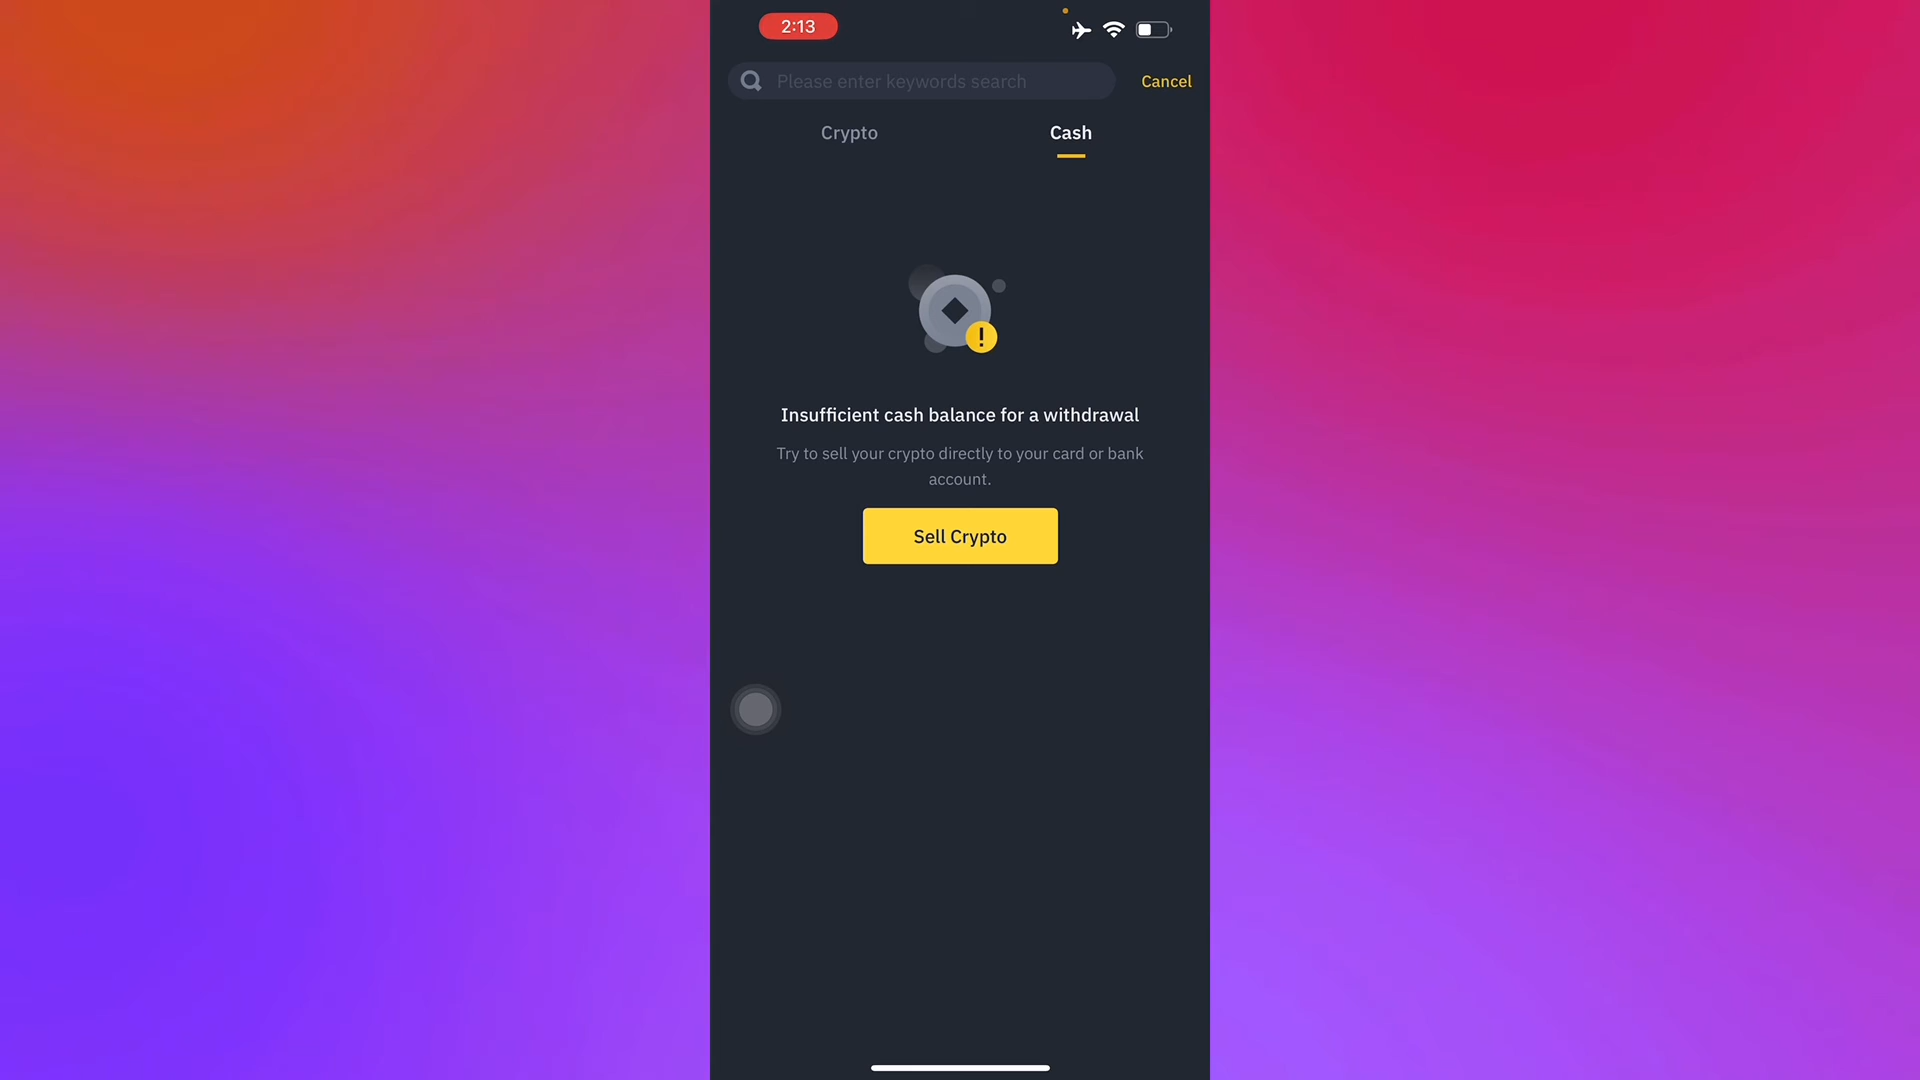 2:13
Please enter keywords search
Cancel
Crypto
Cash
Insufficient cash balance for a withdrawal
Try to sell your crypto directly to your card or bank
account.
Sell Crypto